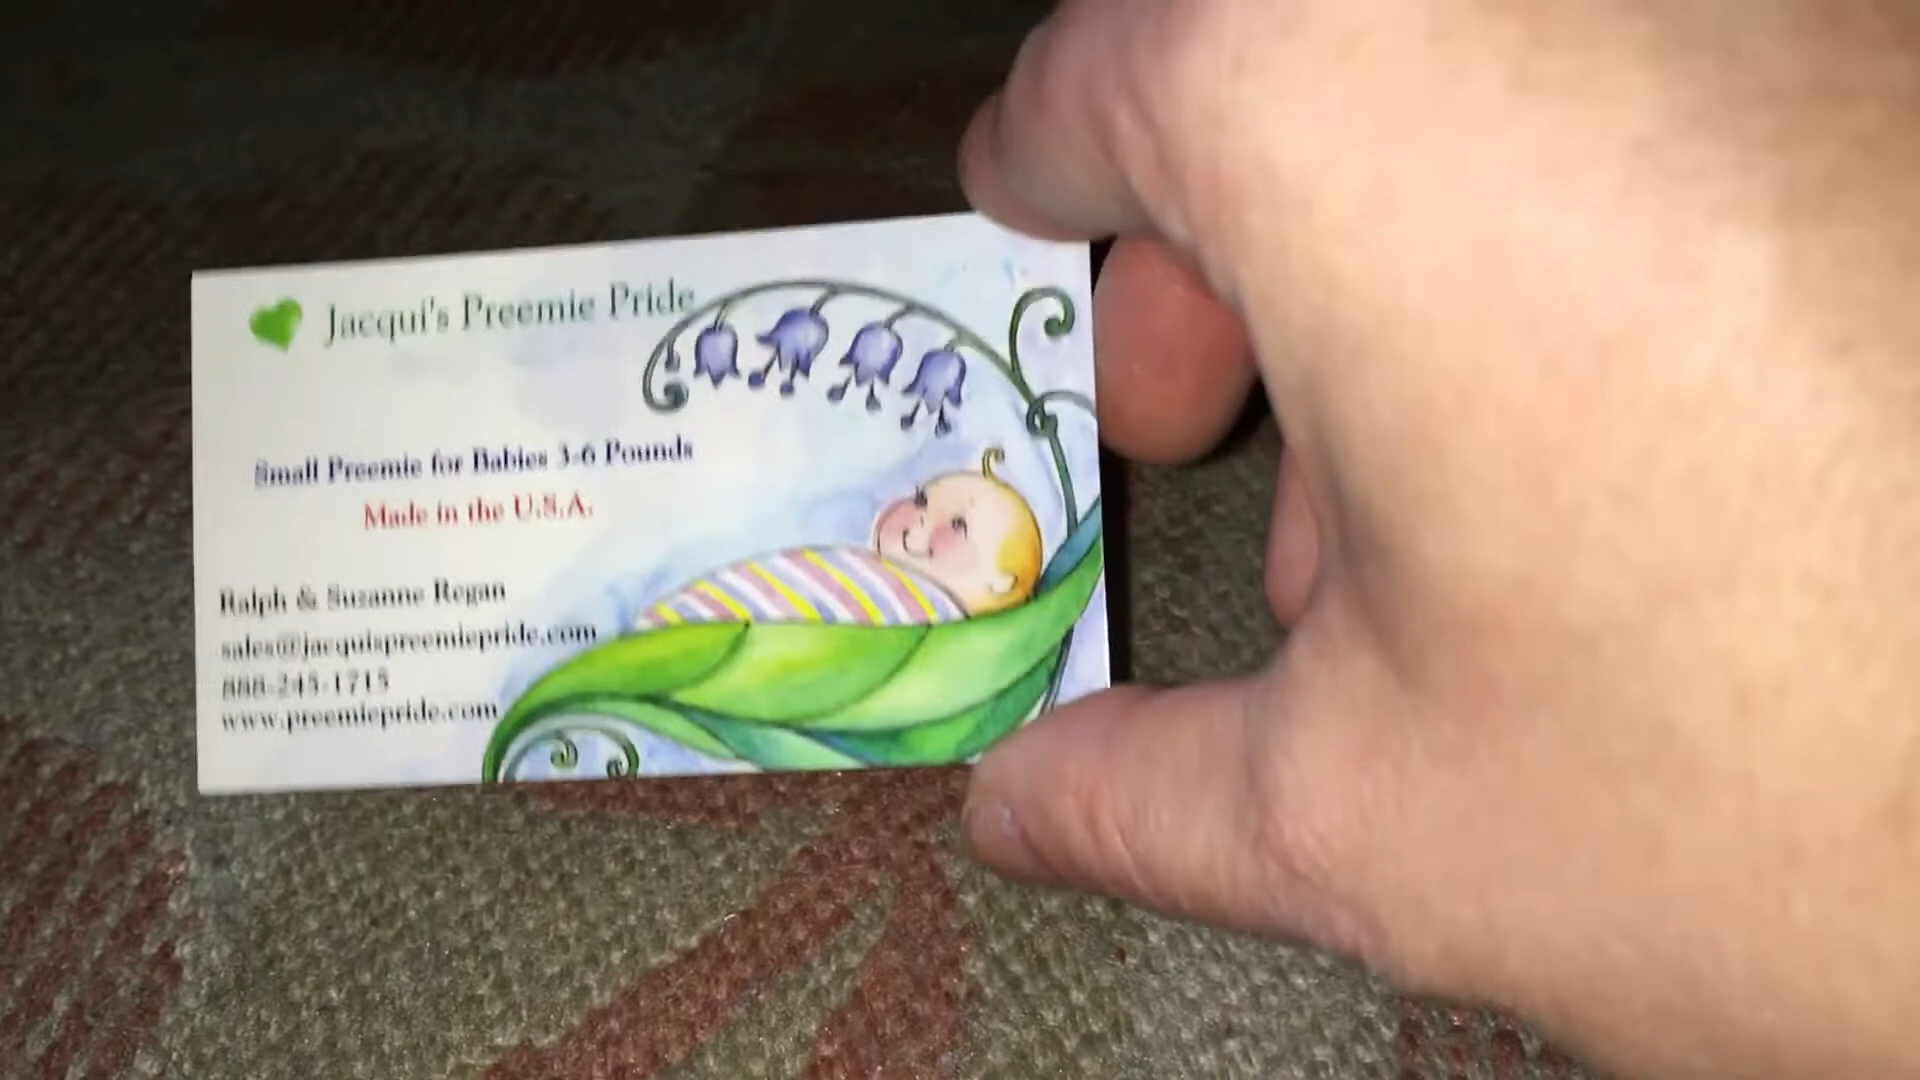 Jacqui's Preemie Pride
Small Preemie for Babies 3-6 Pounds
Made in the U.S.A.
Ralph & Suzanne Regan
sales@jacquispreemiepride.com
888-245-1715
www.preemiepride.com